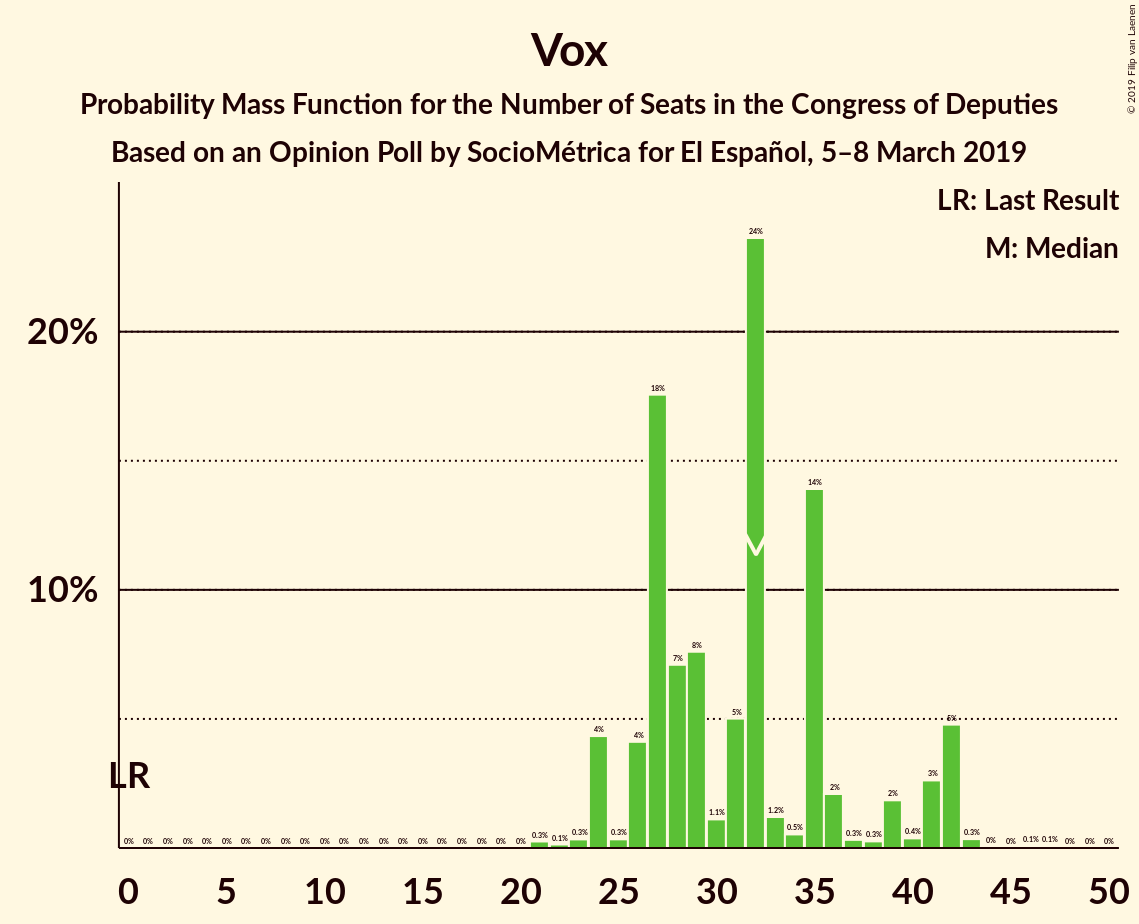 Vox
Probability Mass Function for the Number of Seats in the Congress of Deputies
Based on an Opinion Poll by SocioMétrica for El Español, 5–8 March 2019
© 2019 Filip van Laenen
LR: Last Result
M: Median
20%
10%
LR
0% 0% 0% 0% 0% 0% 0% 0% 0% 0% 0% 0% 0% 0% 0% 0% 0% 0% 0% 0% 0% 0.3% 0.1% 0.3% 4% 0.3% 4% 18% 7% 8% 1.1% 5% 24% 1.2% 0.5% 14% 2% 0.3% 0.3% 2% 0.4% 3% 5% 0.3% 0% 0% 0.1% 0.1% 0% 0% 0%
0 5 10 15 20 25 30 35 40 45 50